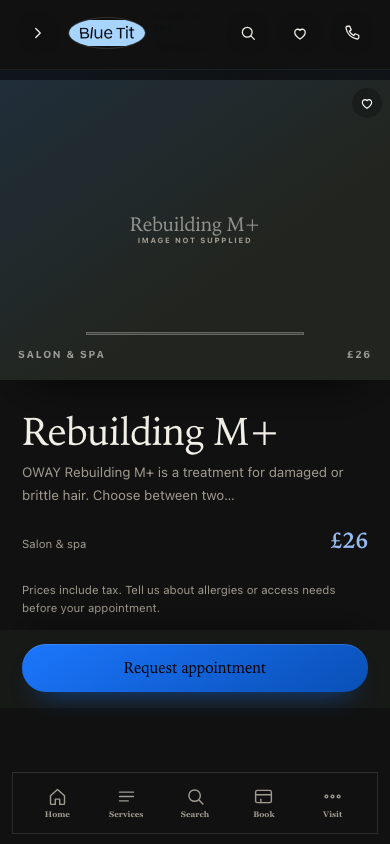 Blue Tit
Rebuilding M+
IMAGE NOT SUPPLIED
SALON & SPA £26
Rebuilding M+
OWAY Rebuilding M+ is a treatment for damaged or
brittle hair. Choose between two...
Salon & spa £26
Prices include tax. Tell us about allergies or access needs
before your appointment.
Request appointment
Home Services Search Book Visit